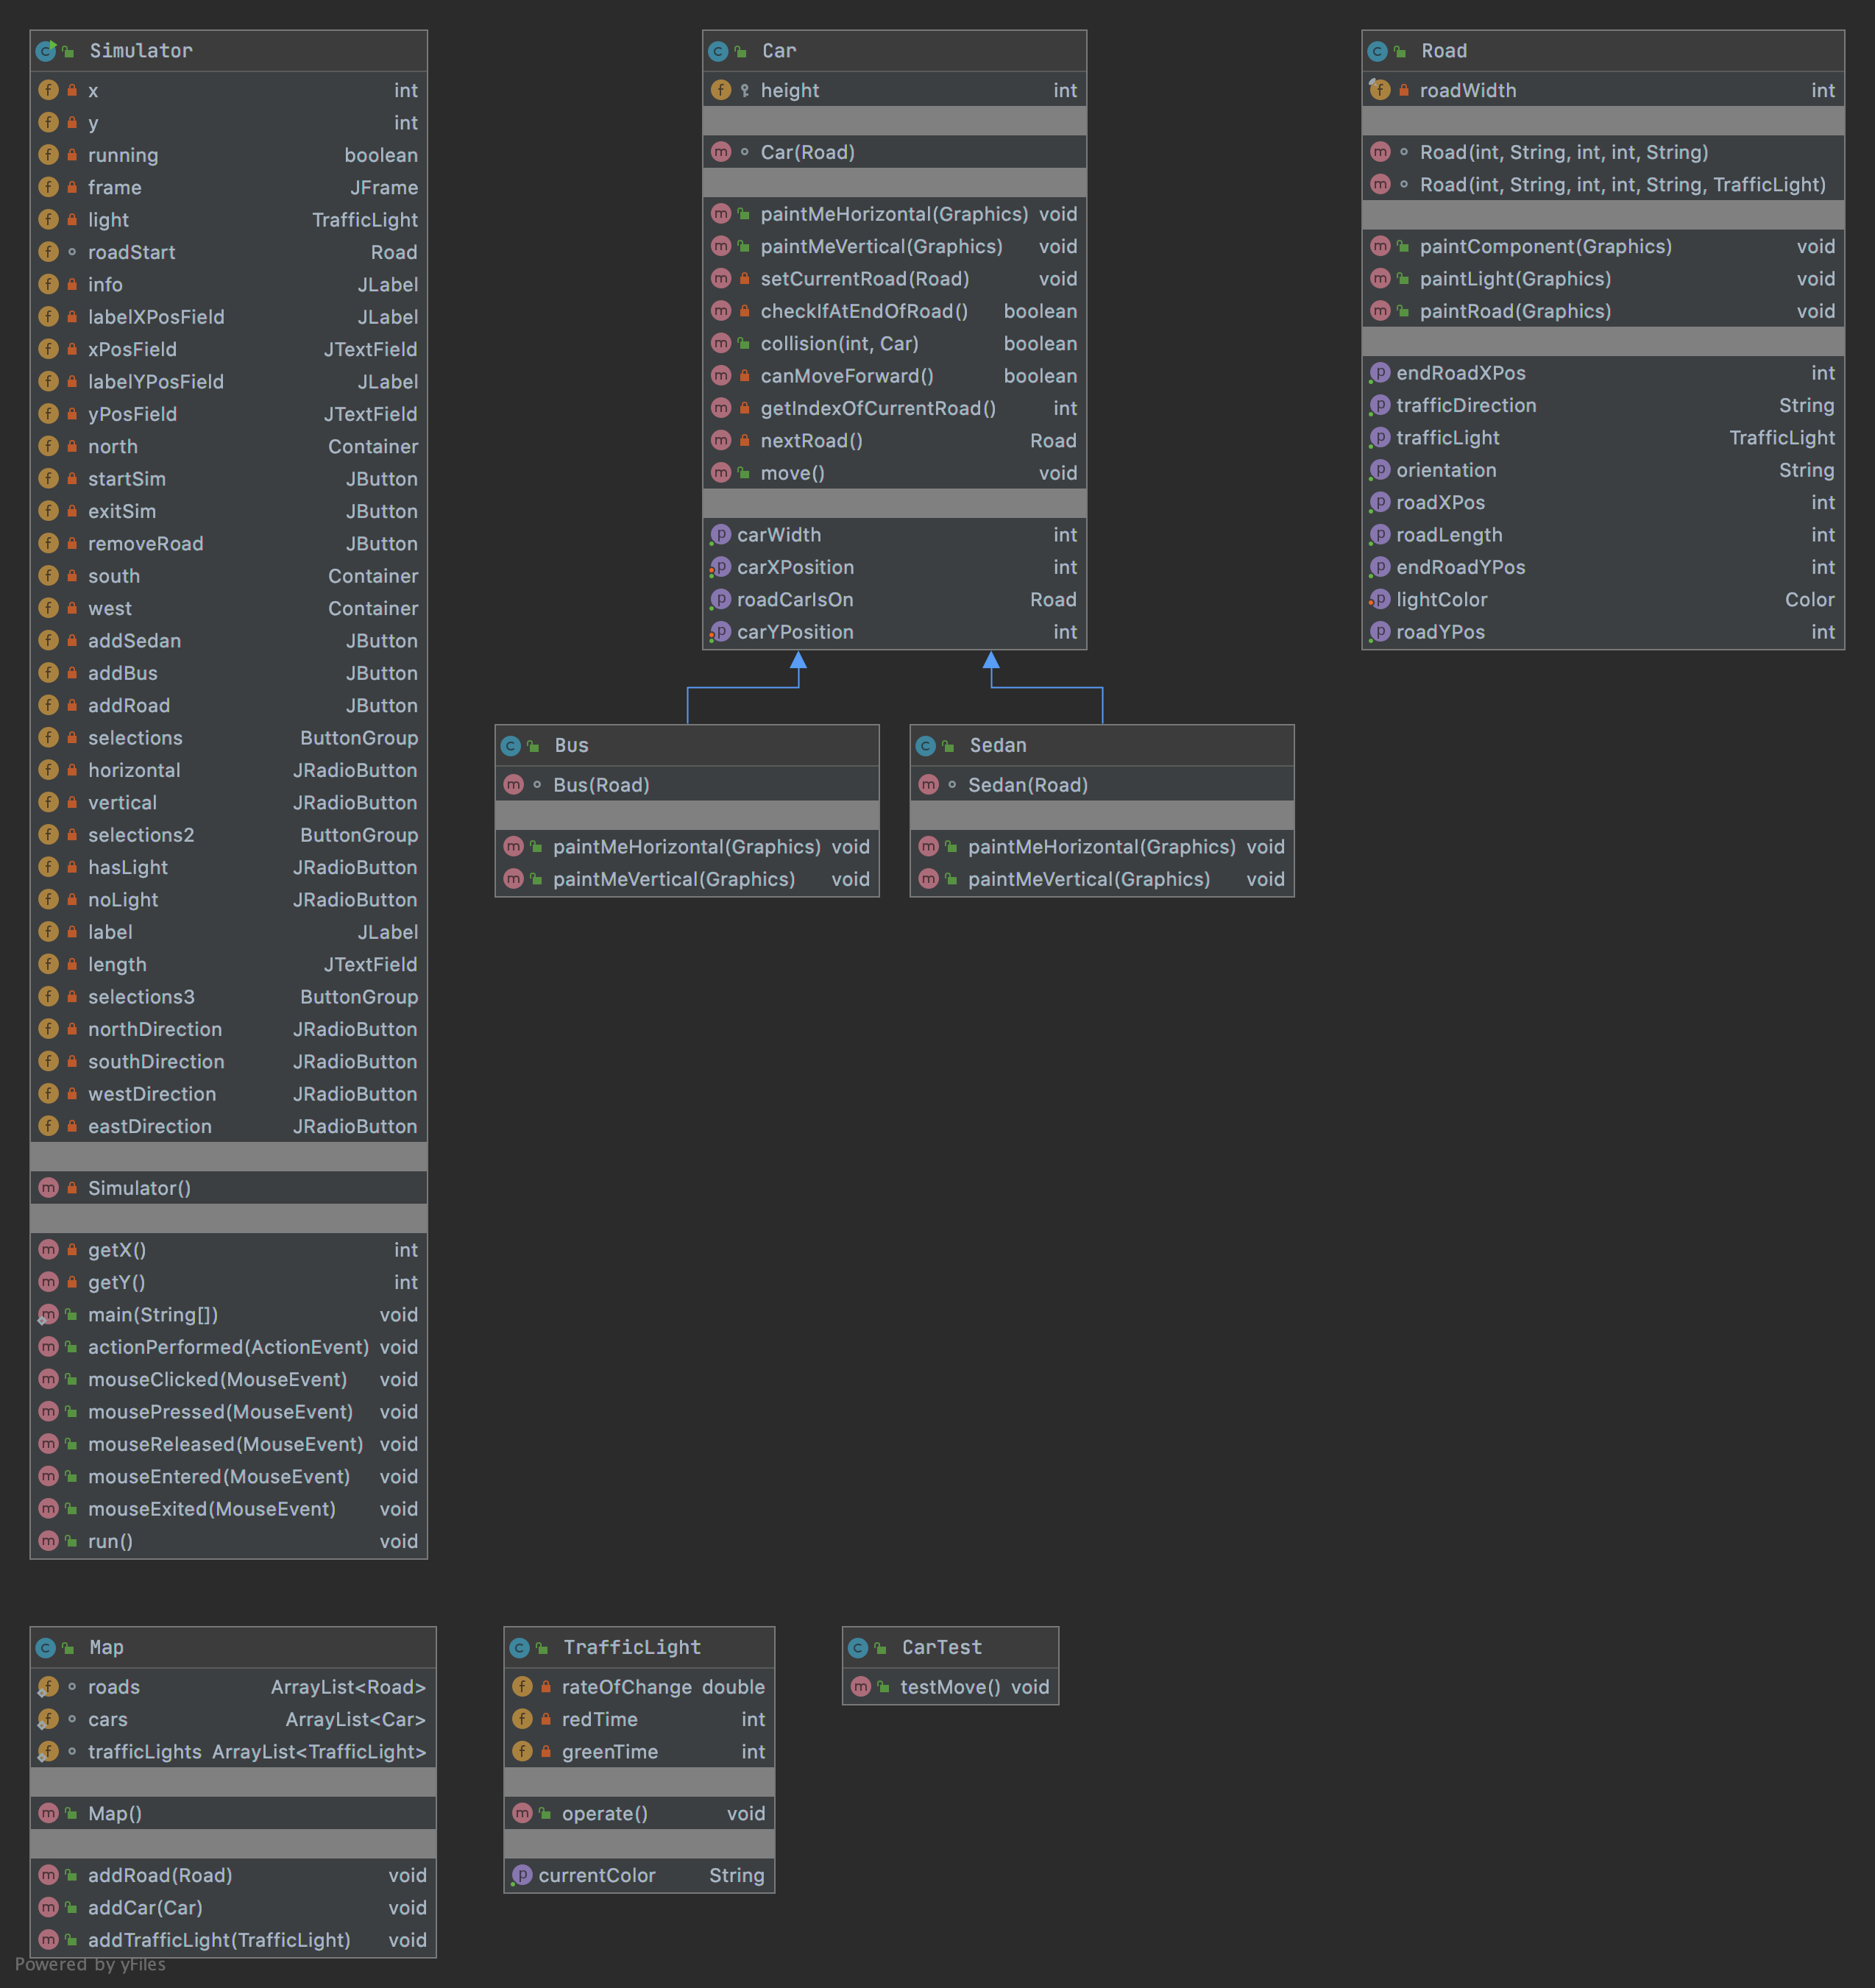 Simulator
x int
y int
running boolean
frame JFrame
light TrafficLight
roadStart Road
info JLabel
labelXPosField JLabel
xPosField JTextField
labelYPosField JLabel
yPosField JTextField
north Container
startSim JButton
exitSim JButton
removeRoad JButton
south Container
west Container
addSedan JButton
addBus JButton
addRoad JButton
selections ButtonGroup
horizontal JRadioButton
vertical JRadioButton
selections2 ButtonGroup
hasLight JRadioButton
noLight JRadioButton
label JLabel
length JTextField
selections3 ButtonGroup
northDirection JRadioButton
southDirection JRadioButton
westDirection JRadioButton
eastDirection JRadioButton
Simulator()
getX() int
getY() int
main(String[]) void
actionPerformed(ActionEvent) void
mouseClicked(MouseEvent) void
mousePressed(MouseEvent) void
mouseReleased(MouseEvent) void
mouseEntered(MouseEvent) void
mouseExited(MouseEvent) void
run() void
Car
height int
Car(Road)
paintMeHorizontal(Graphics) void
paintMeVertical(Graphics) void
setCurrentRoad(Road) void
checkIfAtEndOfRoad() boolean
collision(int, Car) boolean
canMoveForward() boolean
getIndexOfCurrentRoad() int
nextRoad() Road
move() void
carWidth int
carXPosition int
roadCarIsOn Road
carYPosition int
Road
roadWidth int
Road(int, String, int, int, String)
Road(int, String, int, int, String, TrafficLight)
paintComponent(Graphics) void
paintLight(Graphics) void
paintRoad(Graphics) void
endRoadXPos int
trafficDirection String
trafficLight TrafficLight
orientation String
roadXPos int
roadLength int
endRoadYPos int
lightColor Color
roadYPos int
Bus
Bus(Road)
paintMeHorizontal(Graphics) void
paintMeVertical(Graphics) void
Sedan
Sedan(Road)
paintMeHorizontal(Graphics) void
paintMeVertical(Graphics) void
Map
roads ArrayList<Road>
cars ArrayList<Car>
trafficLights ArrayList<TrafficLight>
Map()
addRoad(Road) void
addCar(Car) void
addTrafficLight(TrafficLight) void
TrafficLight
rateOfChange double
redTime int
greenTime int
operate() void
currentColor String
CarTest
testMove() void
Powered by yFiles